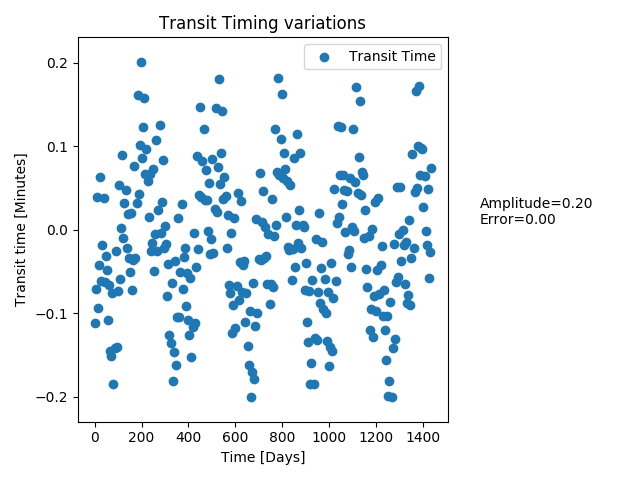 Transit Timing variations
Transit Time
0.2
0.1
0.0
−0.1
−0.2
Transit time [Minutes]
0
200
400
600
800
1000
1200
1400
Time [Days]
Amplitude=0.20
Error=0.00